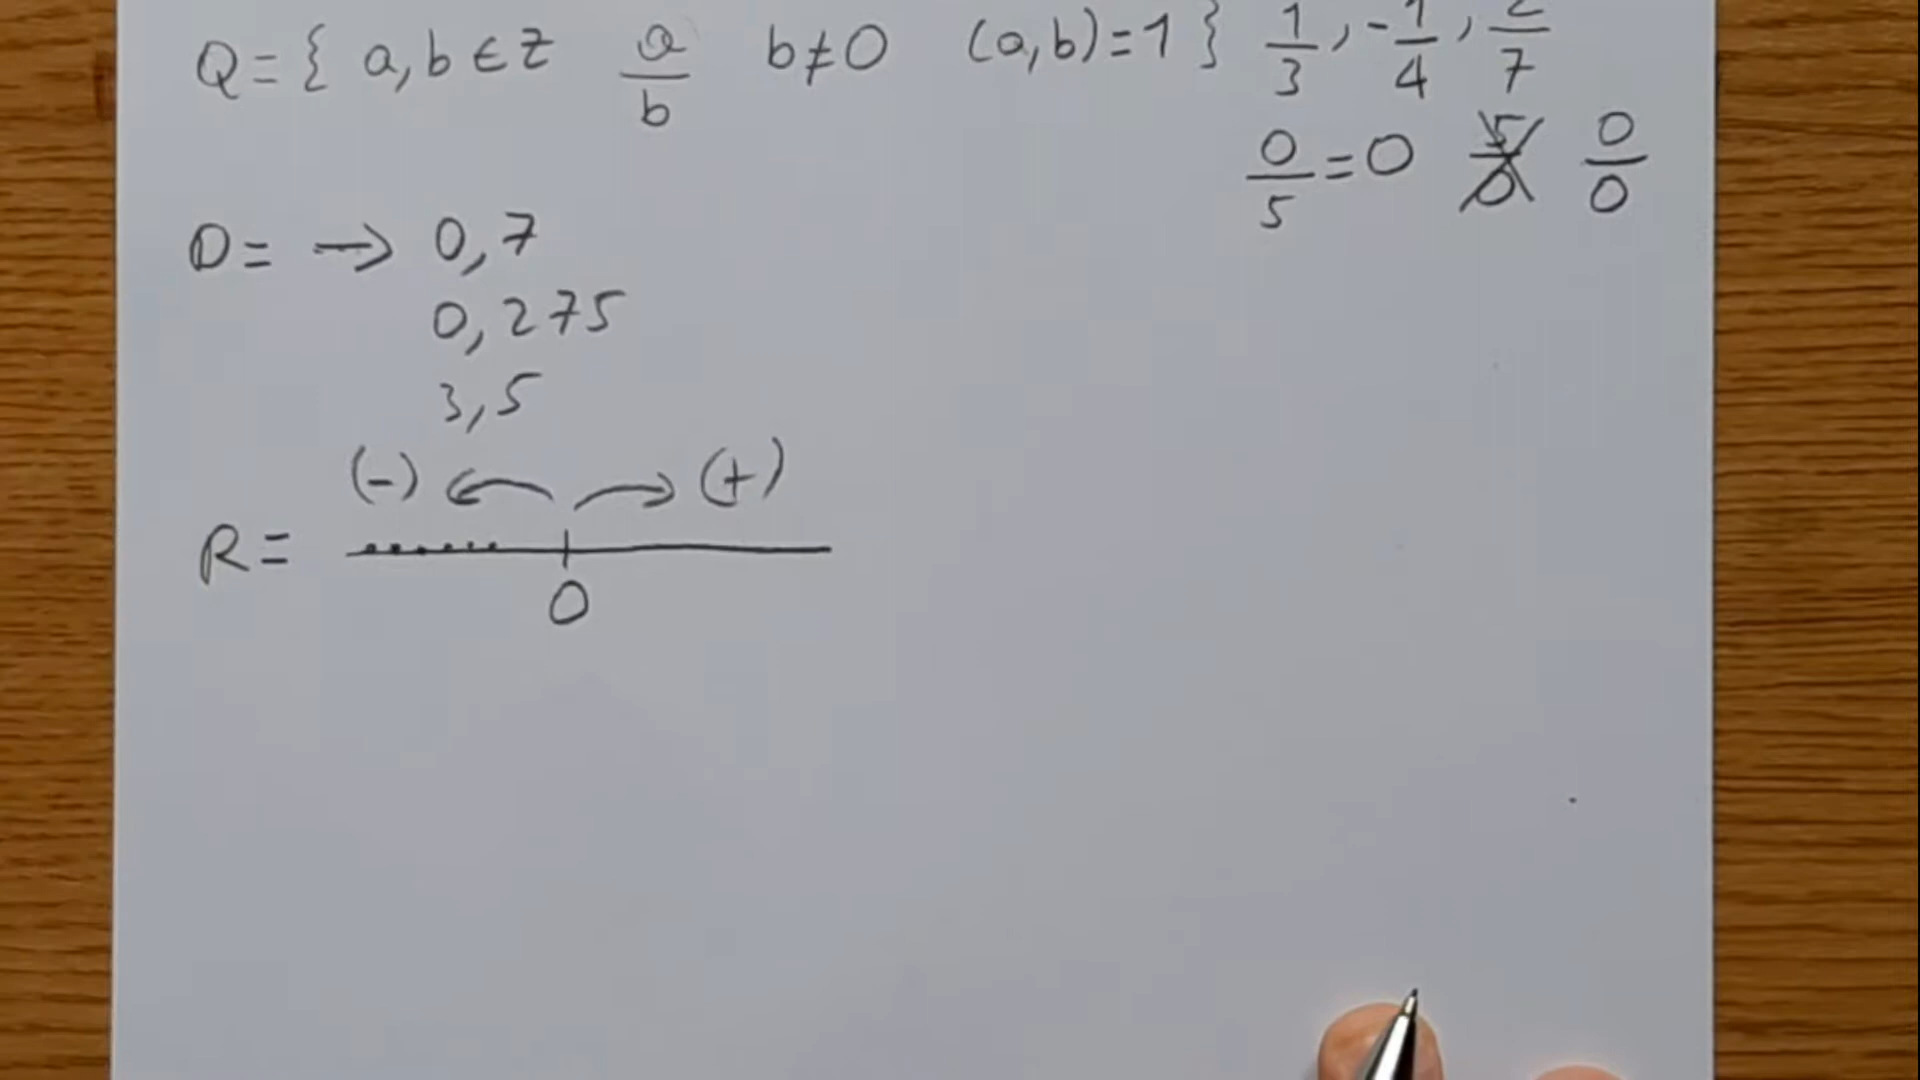 Q = { a, b ∈ Z a/b b ≠ 0 (a, b) = 1 } 1/3, -1/4, 2/7
0/5 = 0 5/0 0/0
D = → 0,7
0,275
3,5
(-) ← → (+)
R =
0